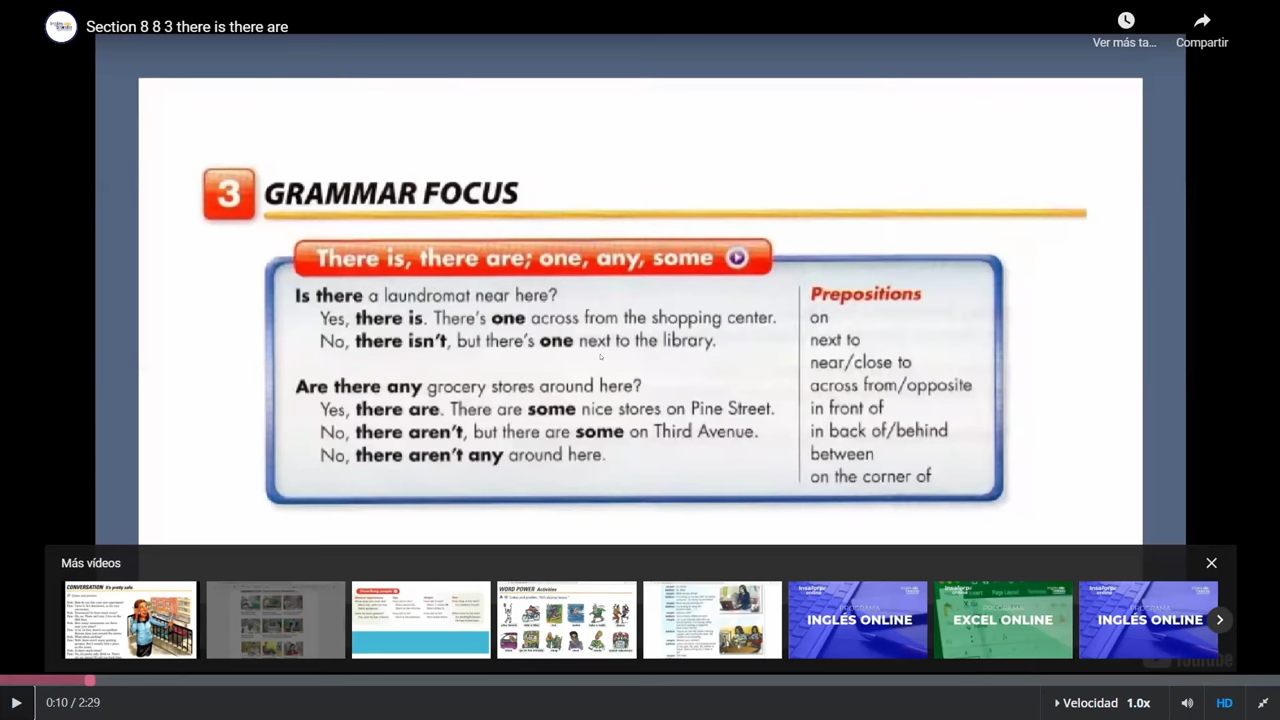 Section 8 8 3 there is there are
Ver más ta...
Compartir
3 GRAMMAR FOCUS
There is, there are; one, any, some
Is there a laundromat near here?
Yes, there is. There's one across from the shopping center.
No, there isn't, but there's one next to the library.
Are there any grocery stores around here?
Yes, there are. There are some nice stores on Pine Street.
No, there aren't, but there are some on Third Avenue.
No, there aren't any around here.
Prepositions
on
next to
near/close to
across from/opposite
in front of
in back of/behind
between
on the corner of
Más vídeos
CONVERSATION It's pretty safe.
WORD POWER Activities
GLÉS ONLINE
EXCEL ONLINE
INGLÉS ONLINE
YouTube
0:10 / 2:29
Velocidad 1.0x
HD